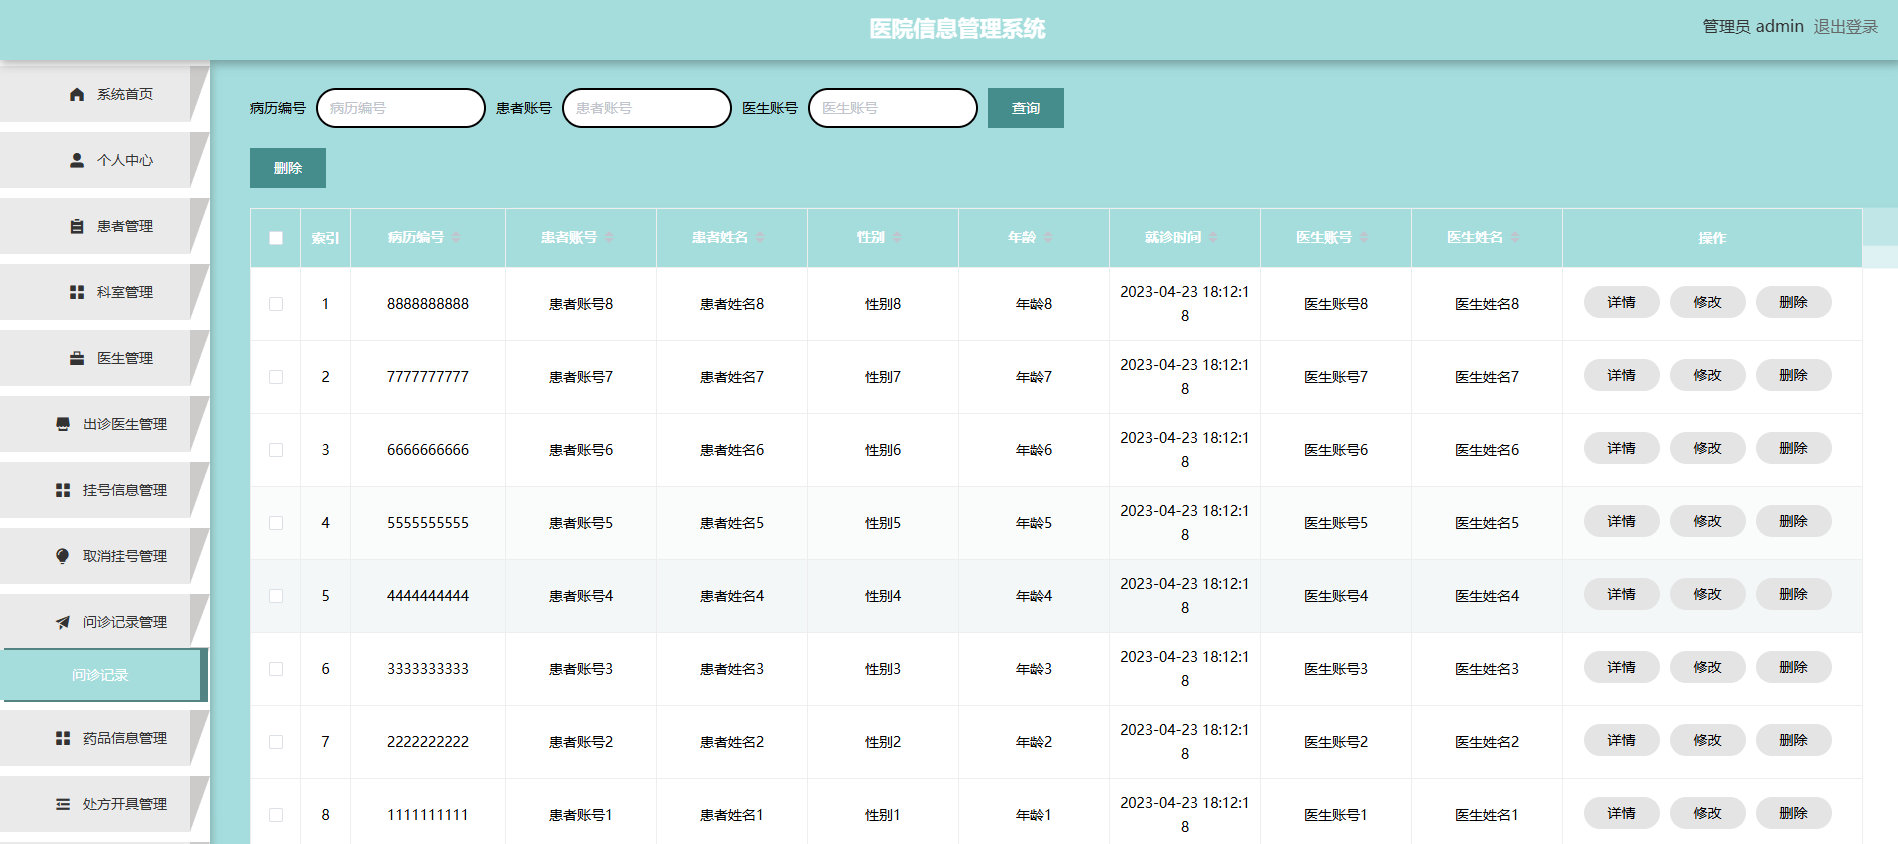 医院信息管理系统
管理员 admin 退出登录
系统首页
个人中心
患者管理
科室管理
医生管理
出诊医生管理
挂号信息管理
取消挂号管理
问诊记录管理
问诊记录
药品信息管理
处方开具管理
病历编号 病历编号 患者账号 患者账号 医生账号 医生账号 查询
删除
索引 病历编号 患者账号 患者姓名 性别 年龄 就诊时间 医生账号 医生姓名 操作
1 8888888888 患者账号8 患者姓名8 性别8 年龄8 2023-04-23 18:12:18 医生账号8 医生姓名8 详情 修改 删除
2 7777777777 患者账号7 患者姓名7 性别7 年龄7 2023-04-23 18:12:18 医生账号7 医生姓名7 详情 修改 删除
3 6666666666 患者账号6 患者姓名6 性别6 年龄6 2023-04-23 18:12:18 医生账号6 医生姓名6 详情 修改 删除
4 5555555555 患者账号5 患者姓名5 性别5 年龄5 2023-04-23 18:12:18 医生账号5 医生姓名5 详情 修改 删除
5 4444444444 患者账号4 患者姓名4 性别4 年龄4 2023-04-23 18:12:18 医生账号4 医生姓名4 详情 修改 删除
6 3333333333 患者账号3 患者姓名3 性别3 年龄3 2023-04-23 18:12:18 医生账号3 医生姓名3 详情 修改 删除
7 2222222222 患者账号2 患者姓名2 性别2 年龄2 2023-04-23 18:12:18 医生账号2 医生姓名2 详情 修改 删除
8 1111111111 患者账号1 患者姓名1 性别1 年龄1 2023-04-23 18:12:18 医生账号1 医生姓名1 详情 修改 删除